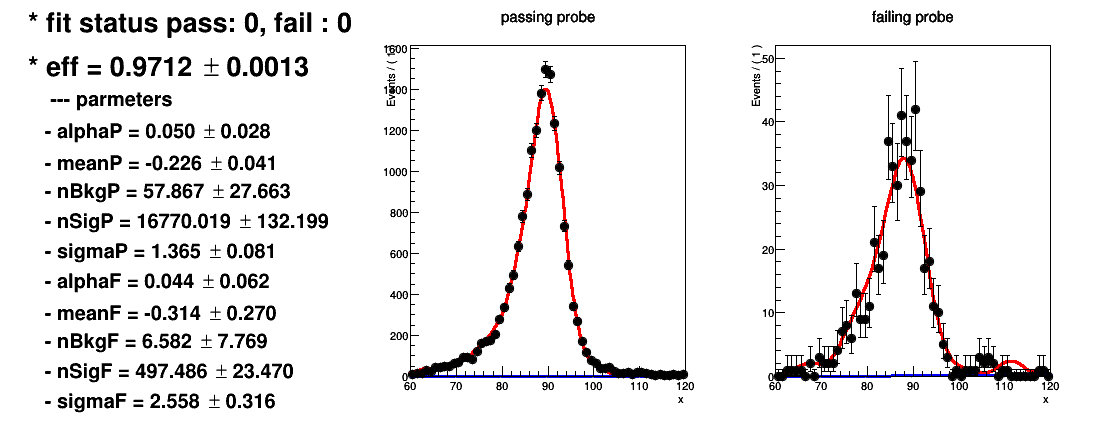 * fit status pass: 0, fail : 0
* eff = 0.9712 ± 0.0013
--- parmeters
- alphaP = 0.050 ± 0.028
- meanP = -0.226 ± 0.041
- nBkgP = 57.867 ± 27.663
- nSigP = 16770.019 ± 132.199
- sigmaP = 1.365 ± 0.081
- alphaF = 0.044 ± 0.062
- meanF = -0.314 ± 0.270
- nBkgF = 6.582 ± 7.769
- nSigF = 497.486 ± 23.470
- sigmaF = 2.558 ± 0.316
passing probe
Events / ( 1 )
1600
1400
1200
1000
800
600
400
200
0
60 70 80 90 100 110 120
x
failing probe
Events / ( 1 )
50
40
30
20
10
0
60 70 80 90 100 110 120
x